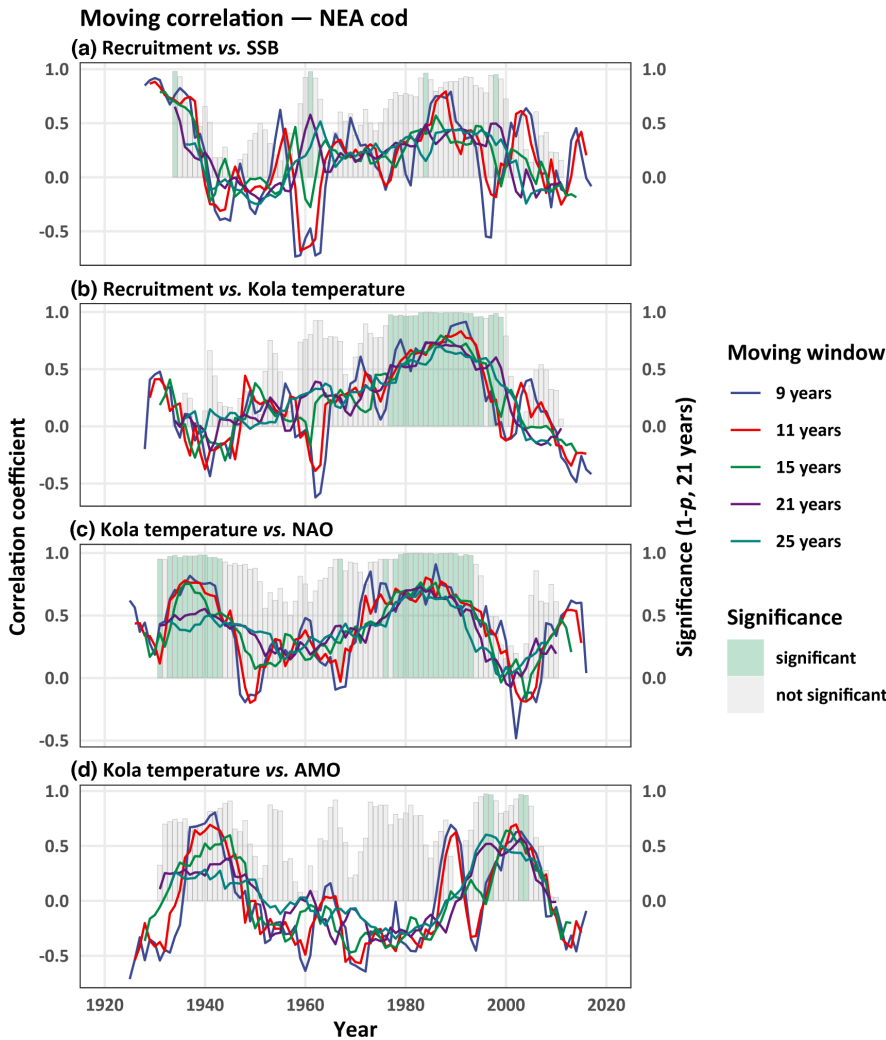 Moving correlation — NEA cod
(a) Recruitment vs. SSB
1.0
0.5
0.0
-0.5
1.0
0.5
0.0
(b) Recruitment vs. Kola temperature
1.0
0.5
0.0
-0.5
1.0
0.5
0.0
(c) Kola temperature vs. NAO
1.0
0.5
0.0
-0.5
1.0
0.5
0.0
(d) Kola temperature vs. AMO
1.0
0.5
0.0
-0.5
1.0
0.5
0.0
1920
1940
1960
1980
2000
2020
Year
Correlation coefficient
Significance (1-p, 21 years)
Moving window
9 years
11 years
15 years
21 years
25 years
Significance
significant
not significant